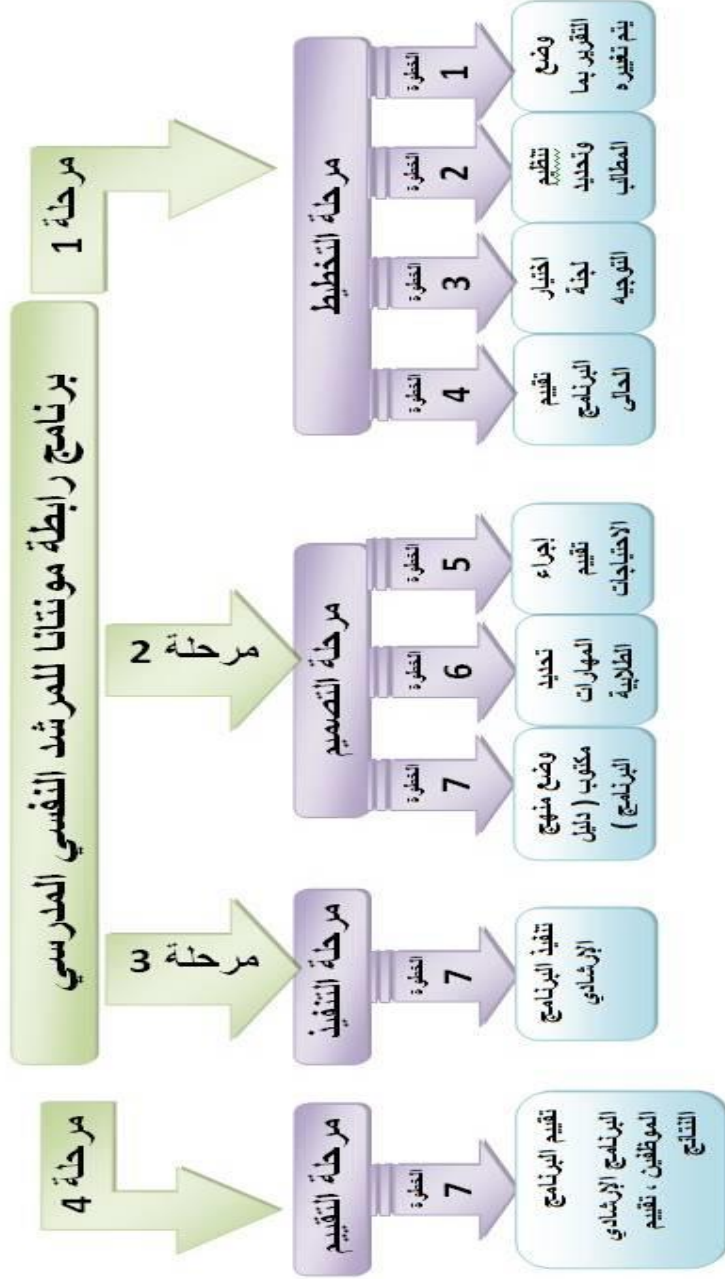 برنامج رابطة مونتانا للمرشد النفسي المدرسي
مرحلة 1
مرحلة التخطيط
الخطوة
1
وضع
التقرير بما
يتم تغييره
الخطوة
2
تنظيم
وتحديد
المطالب
الخطوة
3
اختيار
لجنة
التوجيه
الخطوة
4
تقييم
البرنامج
الحالى
مرحلة 2
مرحلة التصميم
الخطوة
5
إجراء
تقييم
الاحتياجات
الخطوة
6
تحديد
المهارات
الطلابية
الخطوة
7
وضع منهج
مكتوب ( دليل
البرنامج )
مرحلة 3
مرحلة التنفيذ
الخطوة
7
تنفيذ البرنامج
الإرشادي
مرحلة 4
مرحلة التقييم
الخطوة
7
تقييم البرنامج
البرنامج الإرشادي
الموظفين ، تقييم
النتائج